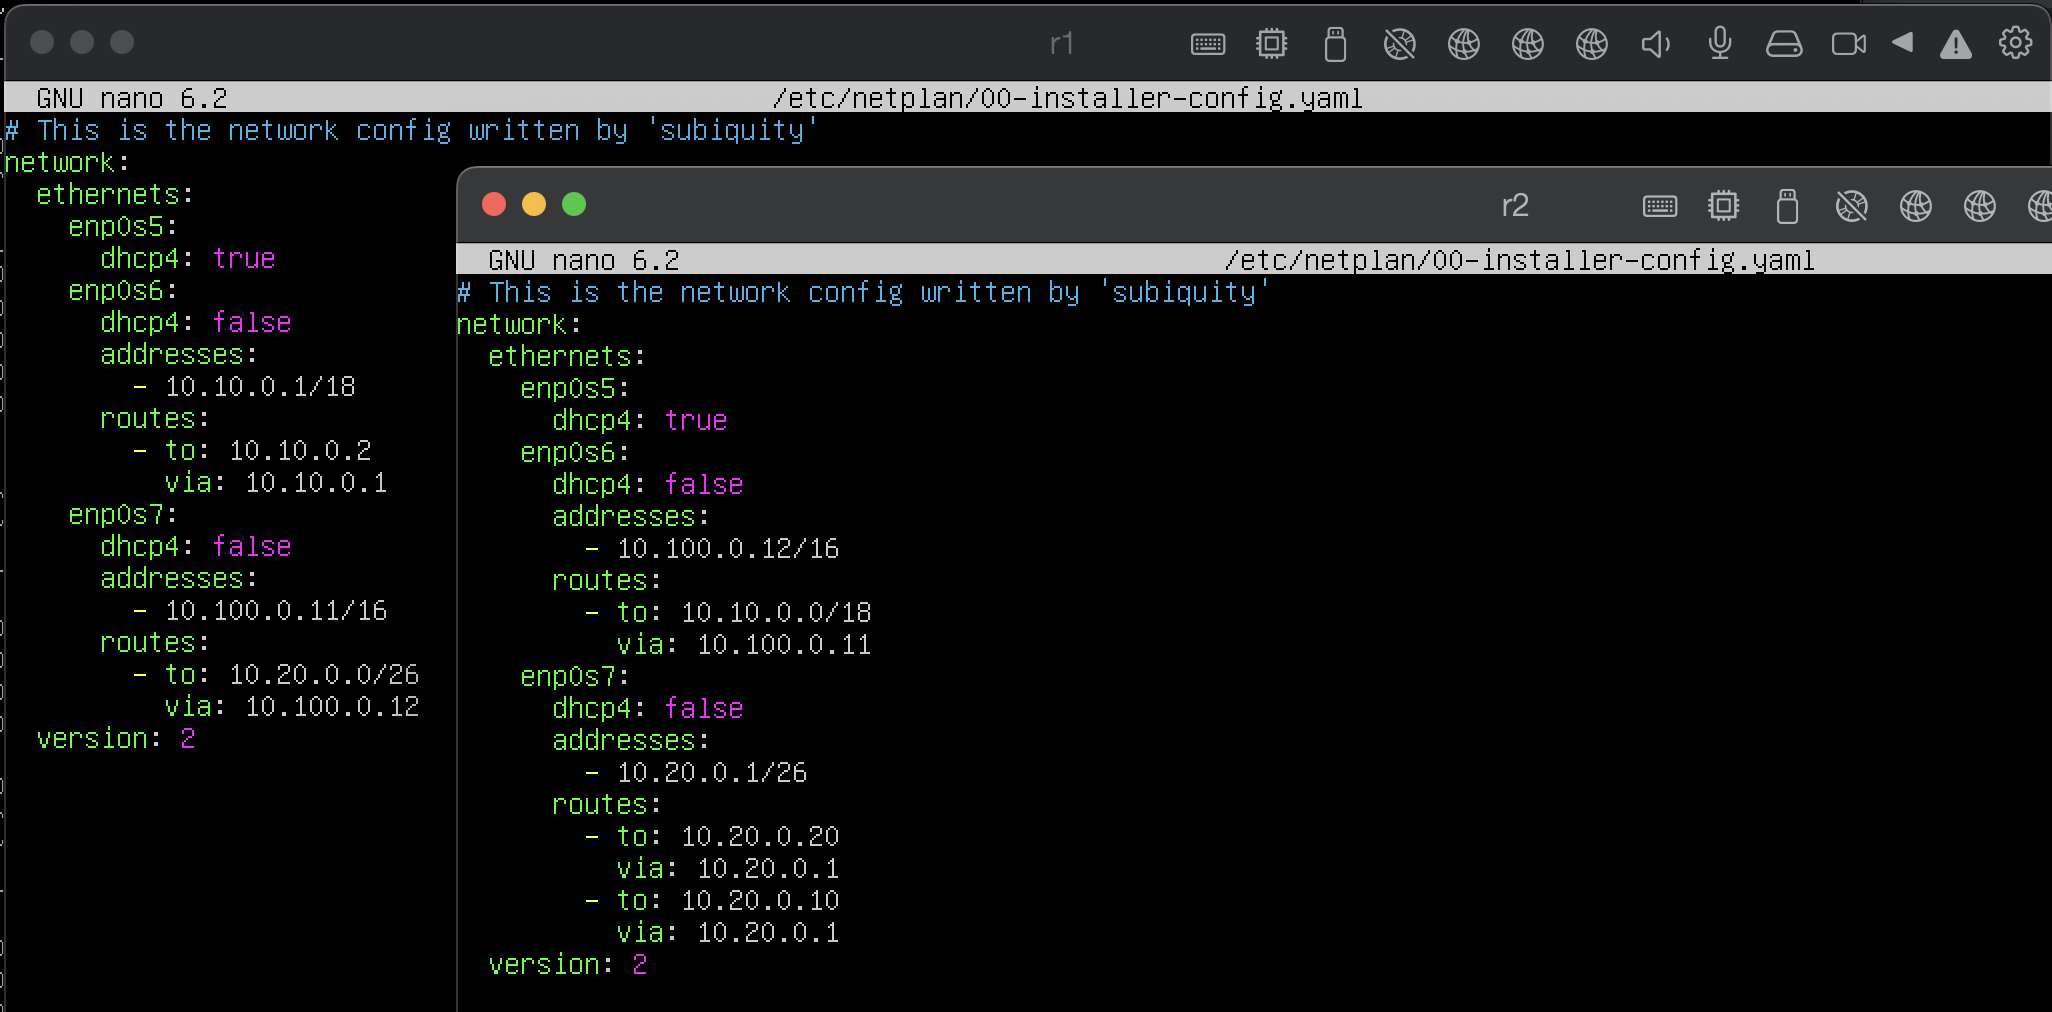 r1
GNU nano 6.2 /etc/netplan/00-installer-config.yaml
# This is the network config written by 'subiquity'
network:
  ethernets:
    enp0s5:
      dhcp4: true
    enp0s6:
      dhcp4: false
      addresses:
        - 10.10.0.1/18
      routes:
        - to: 10.10.0.2
          via: 10.10.0.1
    enp0s7:
      dhcp4: false
      addresses:
        - 10.100.0.11/16
      routes:
        - to: 10.20.0.0/26
          via: 10.100.0.12
  version: 2
r2
GNU nano 6.2 /etc/netplan/00-installer-config.yaml
# This is the network config written by 'subiquity'
network:
  ethernets:
    enp0s5:
      dhcp4: true
    enp0s6:
      dhcp4: false
      addresses:
        - 10.100.0.12/16
      routes:
        - to: 10.10.0.0/18
          via: 10.100.0.11
    enp0s7:
      dhcp4: false
      addresses:
        - 10.20.0.1/26
      routes:
        - to: 10.20.0.20
          via: 10.20.0.1
        - to: 10.20.0.10
          via: 10.20.0.1
  version: 2